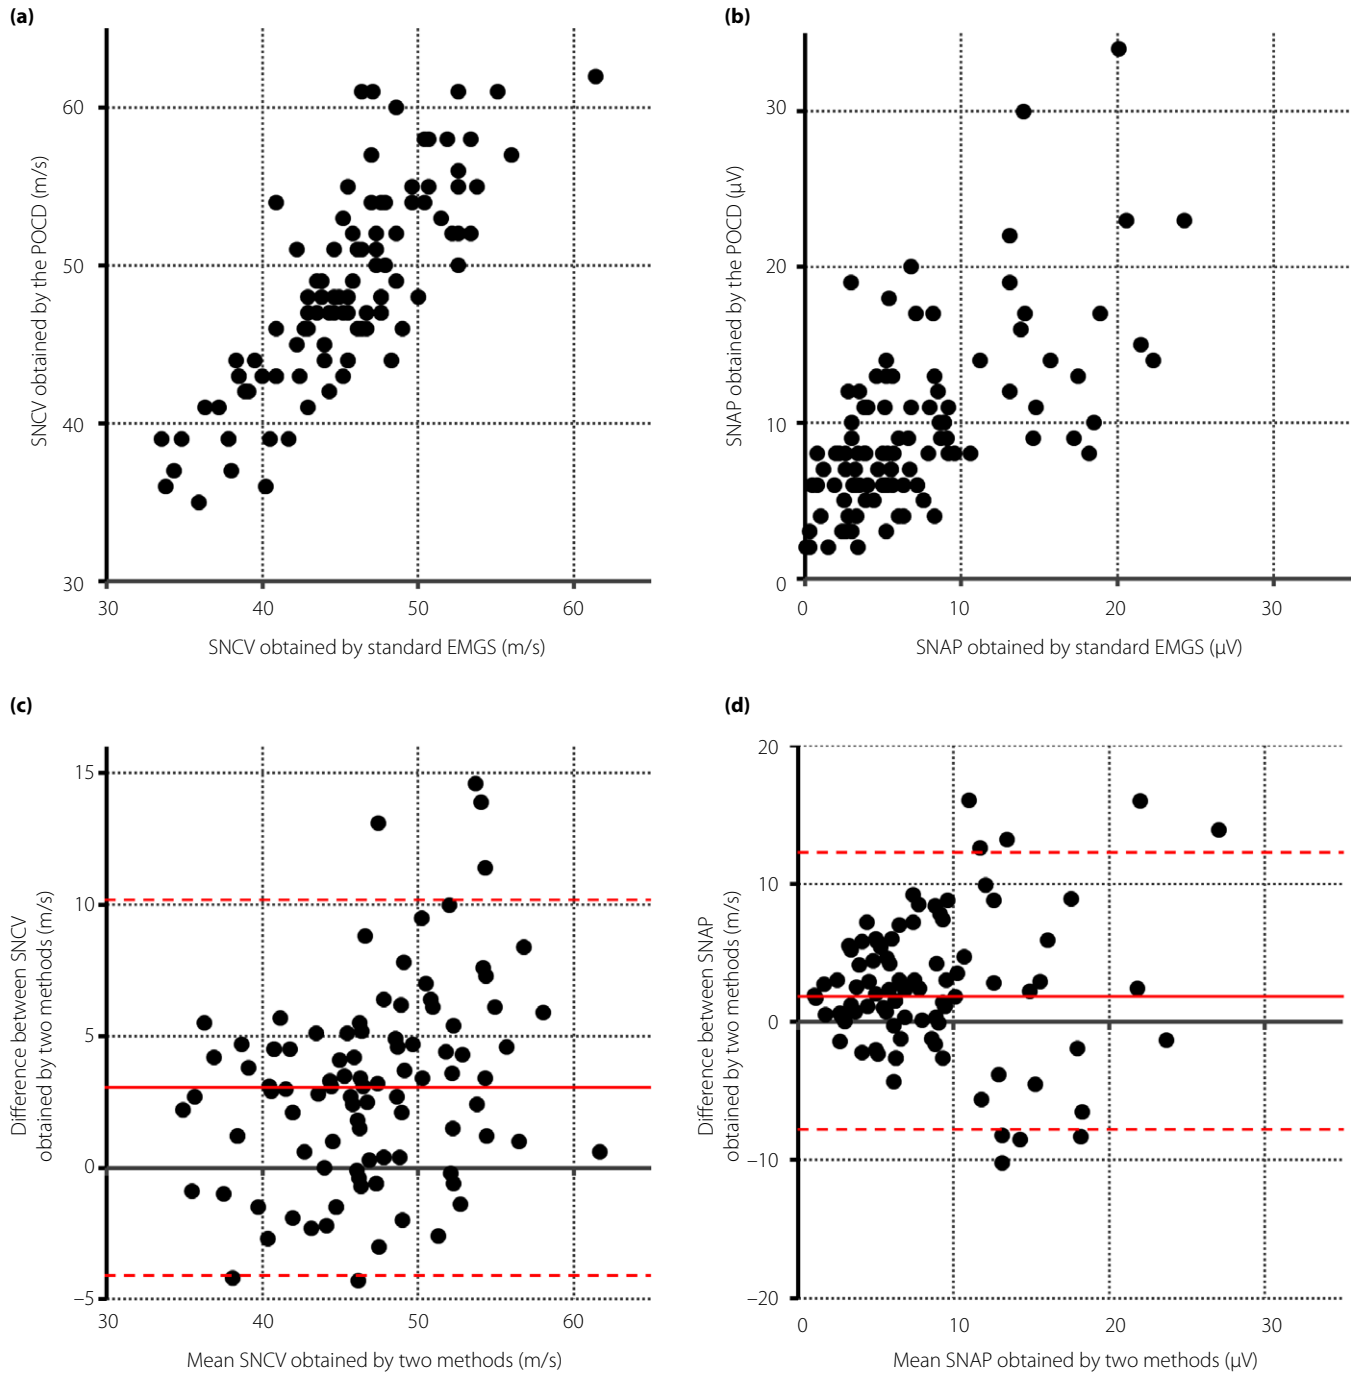 (a)
SNCV obtained by the POCD (m/s)
60
50
40
30
30 40 50 60
SNCV obtained by standard EMGS (m/s)
(b)
SNAP obtained by the POCD (μV)
30
20
10
0
0 10 20 30
SNAP obtained by standard EMGS (μV)
(c)
Difference between SNCV
obtained by two methods (m/s)
15
10
5
0
–5
30 40 50 60
Mean SNCV obtained by two methods (m/s)
(d)
Difference between SNAP
obtained by two methods (m/s)
20
10
0
–10
–20
0 10 20 30
Mean SNAP obtained by two methods (μV)